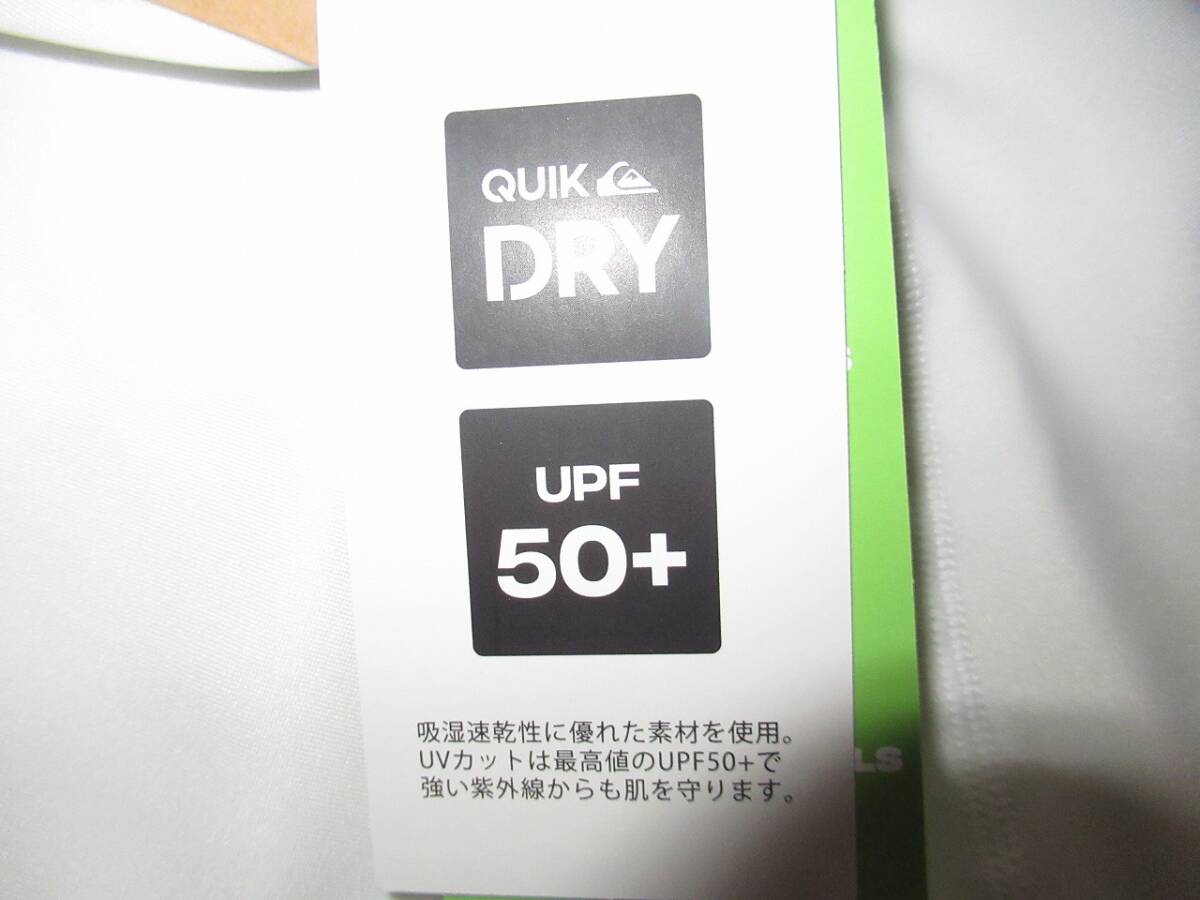 QUIK
DRY
UPF
50+
吸湿速乾性に優れた素材を使用。
UVカットは最高値のUPF50+で
強い紫外線からも肌を守ります。
S
LS